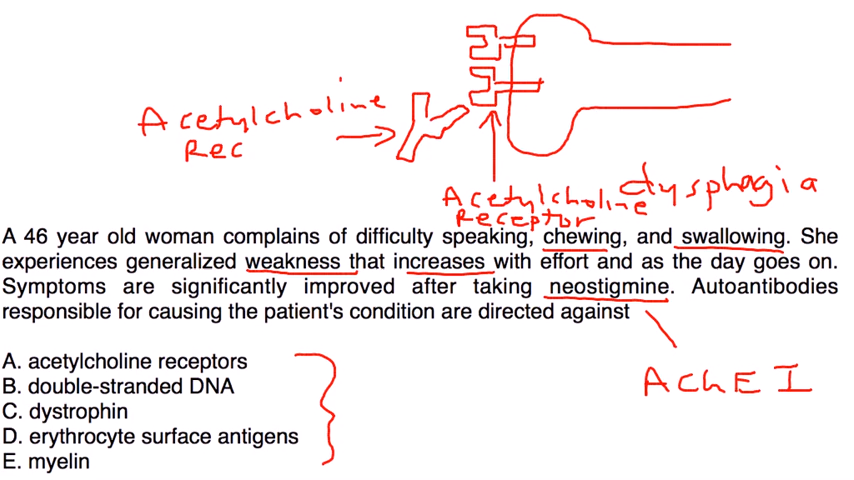 Acetylcholine
Rec
Acetylcholine
Receptor
dysphagia
A 46 year old woman complains of difficulty speaking, chewing, and swallowing. She
experiences generalized weakness that increases with effort and as the day goes on.
Symptoms are significantly improved after taking neostigmine. Autoantibodies
responsible for causing the patient's condition are directed against
AChEI
A. acetylcholine receptors
B. double-stranded DNA
C. dystrophin
D. erythrocyte surface antigens
E. myelin